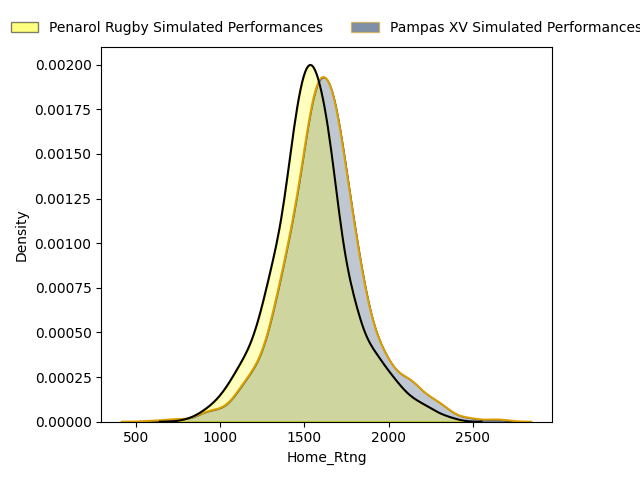 Penarol Rugby Simulated Performances Pampas XV Simulated Performances
0.00200
0.00175
0.00150
0.00125
0.00100
0.00075
0.00050
0.00025
0.00000
Density
500 1000 1500 2000 2500
Home_Rtng